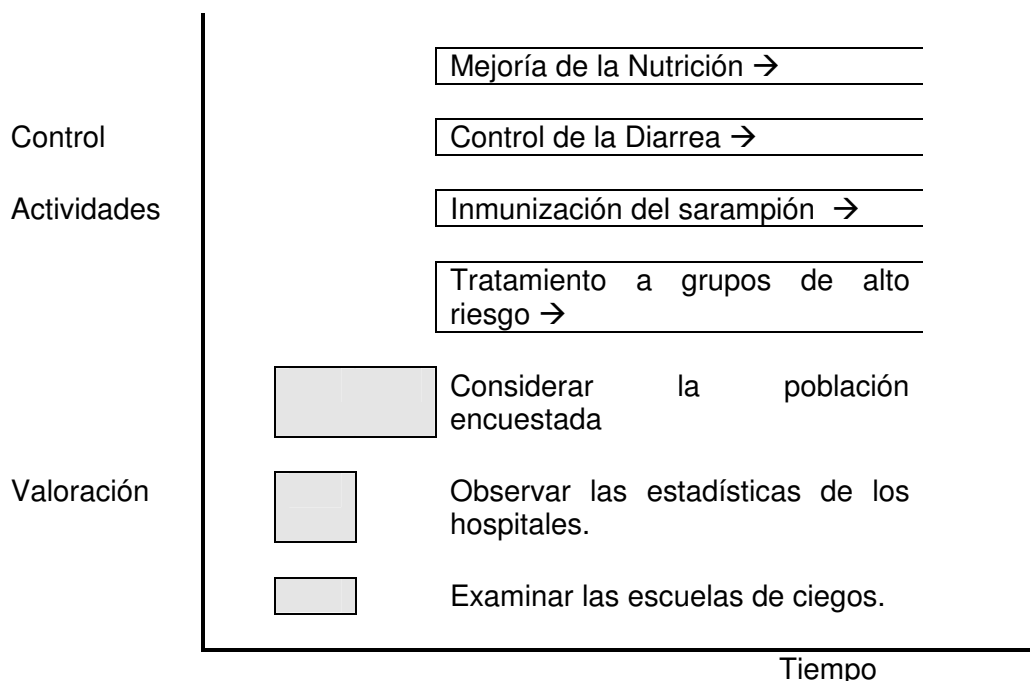 Mejoría de la Nutrición →
Control
Control de la Diarrea →
Actividades
Inmunización del sarampión →
Tratamiento a grupos de alto
riesgo →
Considerar la población
encuestada
Valoración
Observar las estadísticas de los
hospitales.
Examinar las escuelas de ciegos.
Tiempo